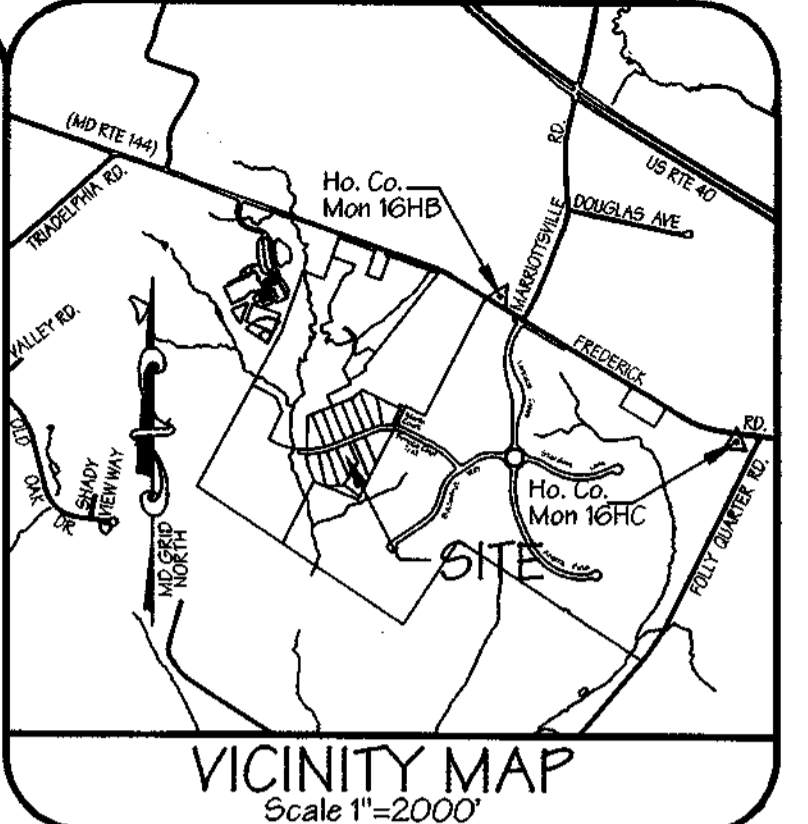 (MD RTE 144)
TRIADELPHIA RD.
Ho. Co.
Mon 16HB
RD.
MARRIOTTSVILLE
US RTE 40
DOUGLAS AVE
VALLEY RD.
FREDERICK
RD.
OLD
OAK
DR
SHADY
VIEW WAY
MD GRID
NORTH
Ho. Co.
Mon 16HC
FOLLY QUARTER RD.
SITE
VICINITY MAP
Scale 1"=2000'